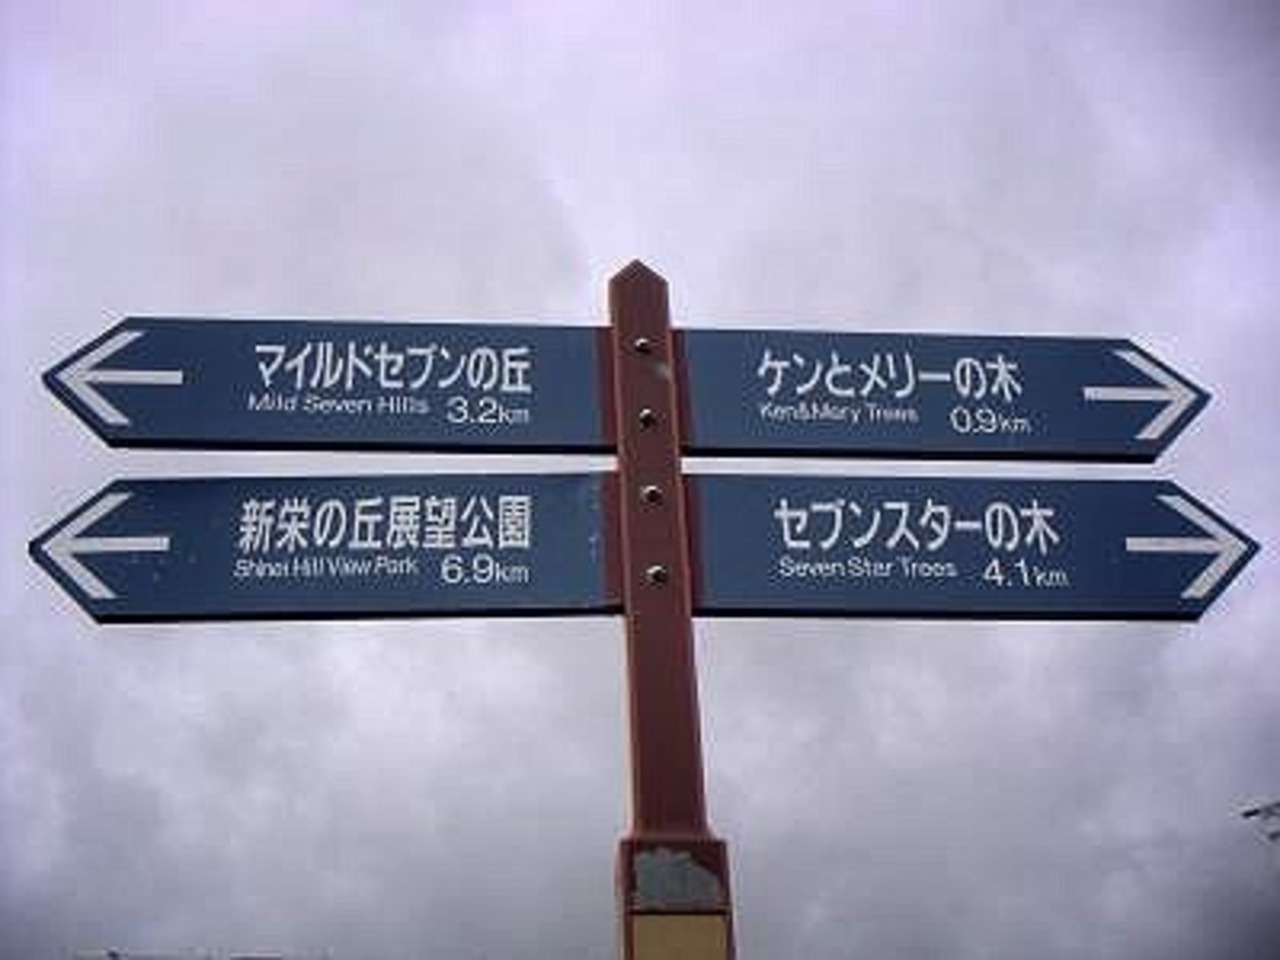 マイルドセブンの丘
Mild Seven Hills 3.2km
ケンとメリーの木
Ken&Mary Trees 0.9km
新栄の丘展望公園
Shinei Hill View Park 6.9km
セブンスターの木
Seven Star Trees 4.1km